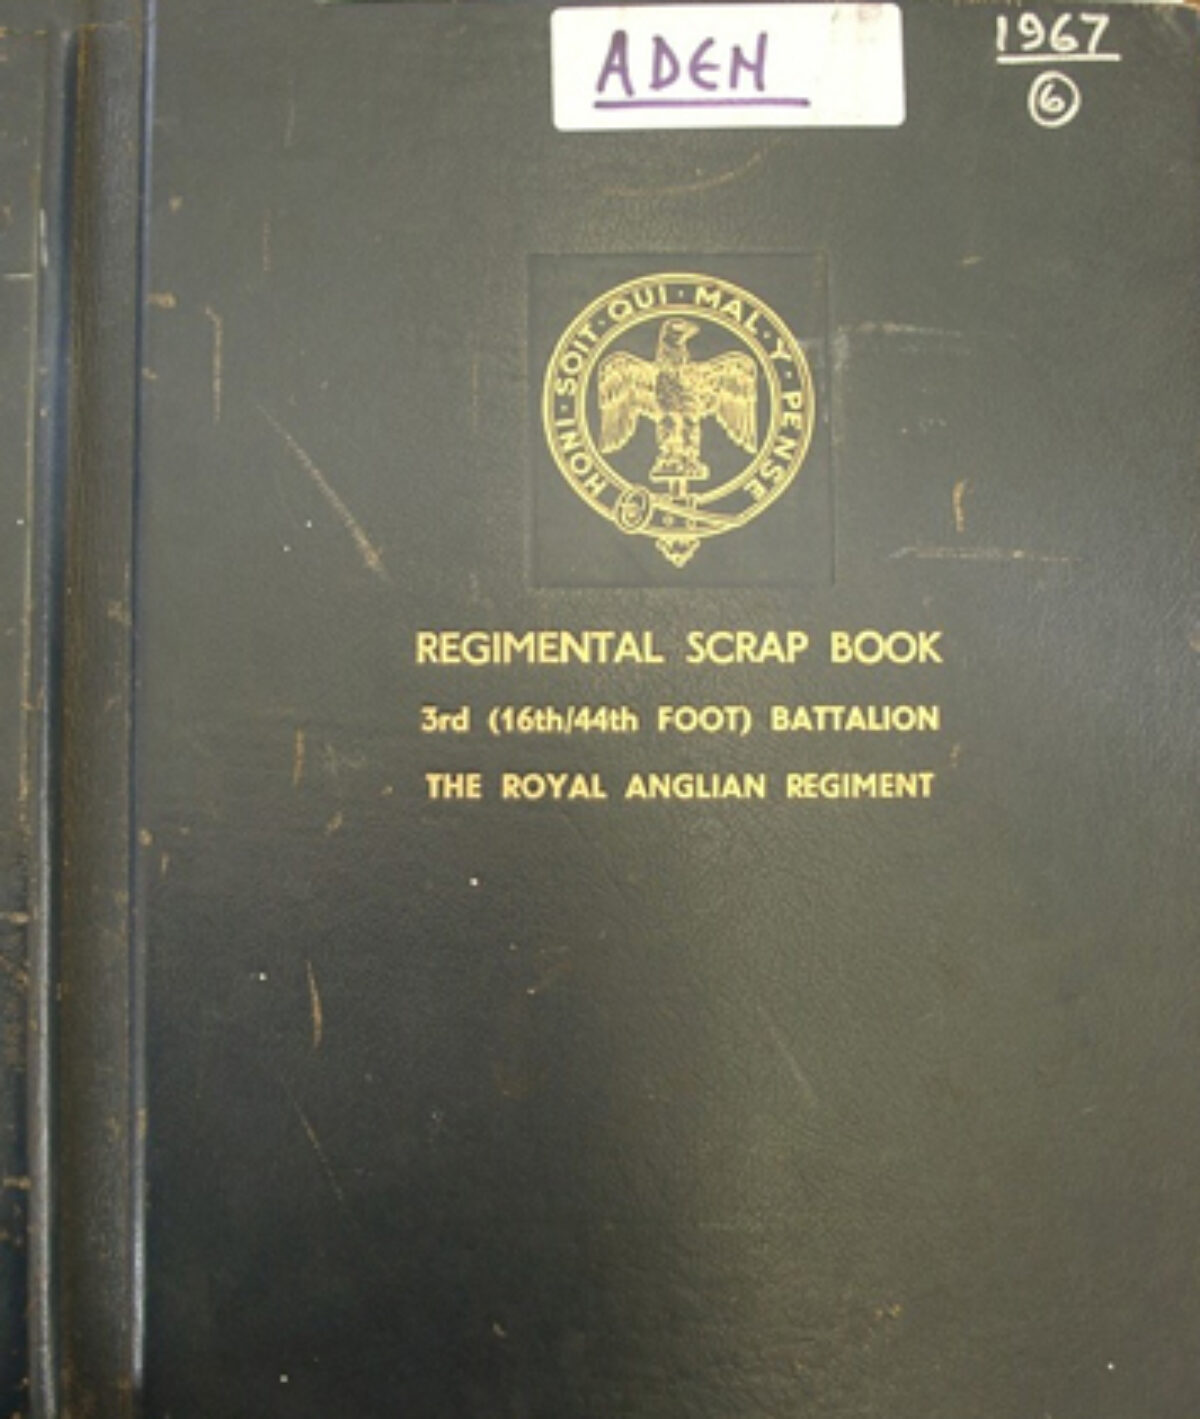 ADEN
1967
6
HONI · SOIT · QUI · MAL · Y · PENSE
REGIMENTAL SCRAP BOOK
3rd (16th/44th FOOT) BATTALION
THE ROYAL ANGLIAN REGIMENT